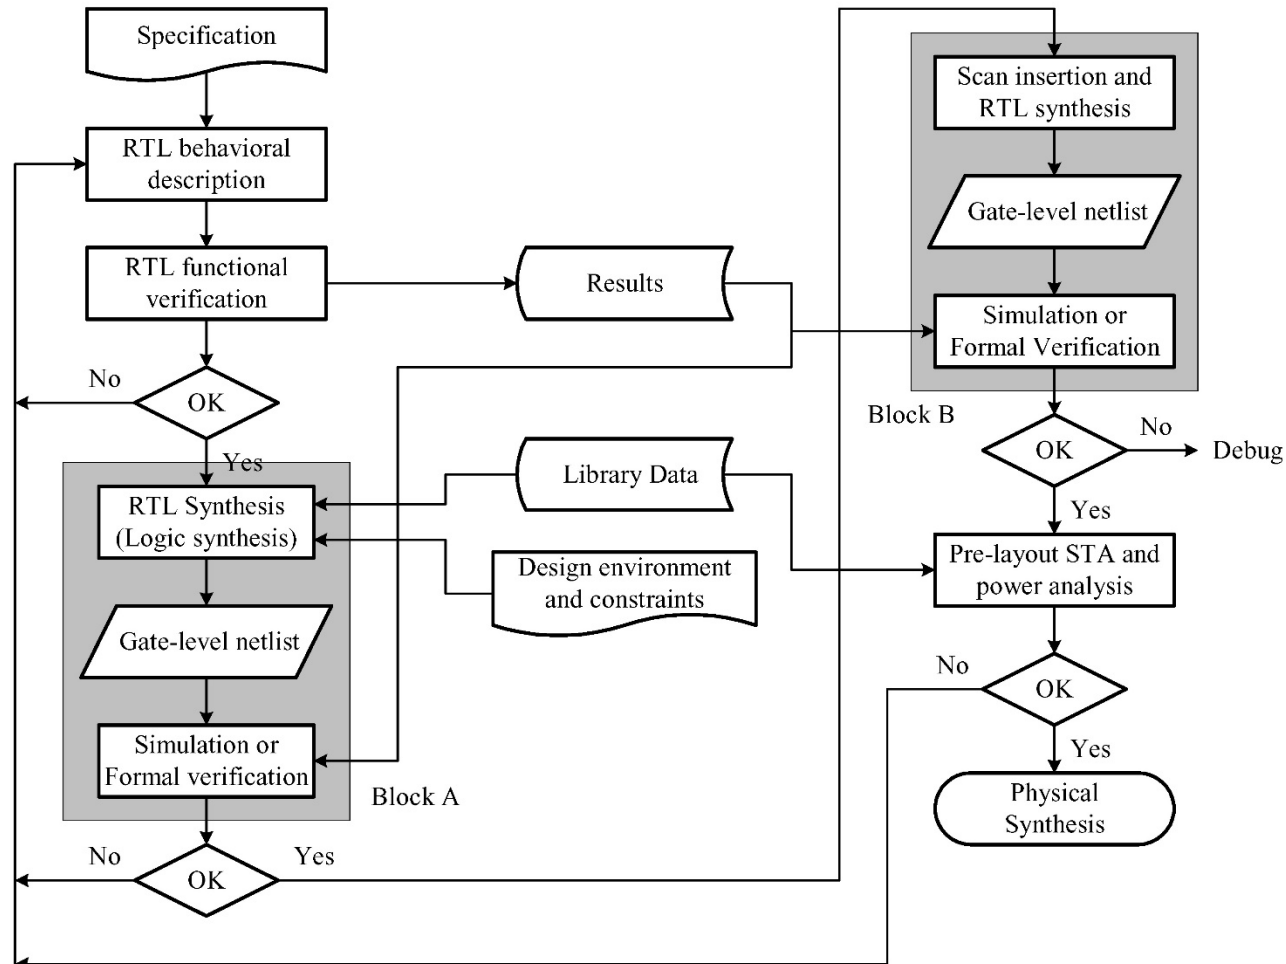 Specification
RTL behavioral
description
RTL functional
verification
No
OK
Yes
RTL Synthesis
(Logic synthesis)
Gate-level netlist
Simulation or
Formal verification
Block A
No
OK
Yes
Results
Library Data
Design environment
and constraints
Scan insertion and
RTL synthesis
Gate-level netlist
Simulation or
Formal Verification
Block B
OK
No
Debug
Yes
Pre-layout STA and
power analysis
No
OK
Yes
Physical
Synthesis